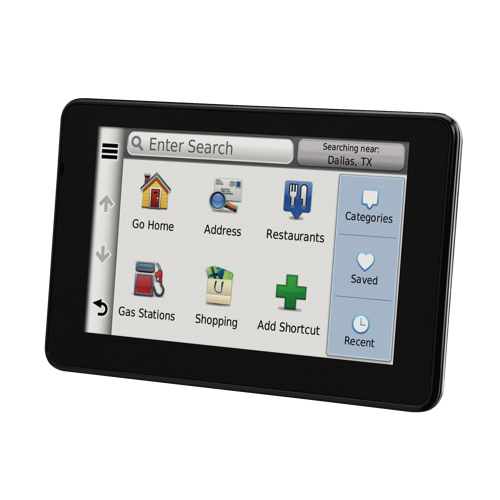 Enter Search
Searching near:
Dallas, TX
Go Home
Address
Restaurants
Categories
Saved
Gas Stations
Shopping
Add Shortcut
Recent